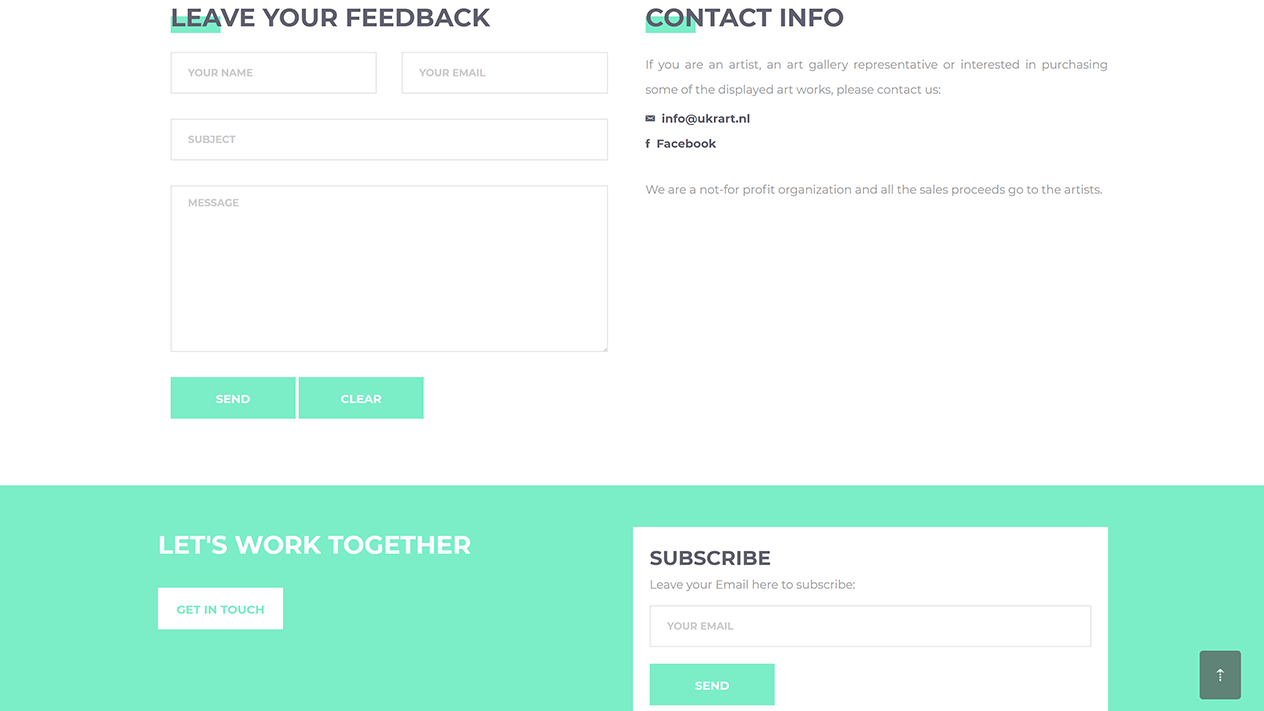 LEAVE YOUR FEEDBACK
YOUR NAME
YOUR EMAIL
SUBJECT
MESSAGE
SEND
CLEAR
CONTACT INFO
If you are an artist, an art gallery representative or interested in purchasing
some of the displayed art works, please contact us:
info@ukrart.nl
f Facebook
We are a not-for profit organization and all the sales proceeds go to the artists.
LET'S WORK TOGETHER
GET IN TOUCH
SUBSCRIBE
Leave your Email here to subscribe:
YOUR EMAIL
SEND